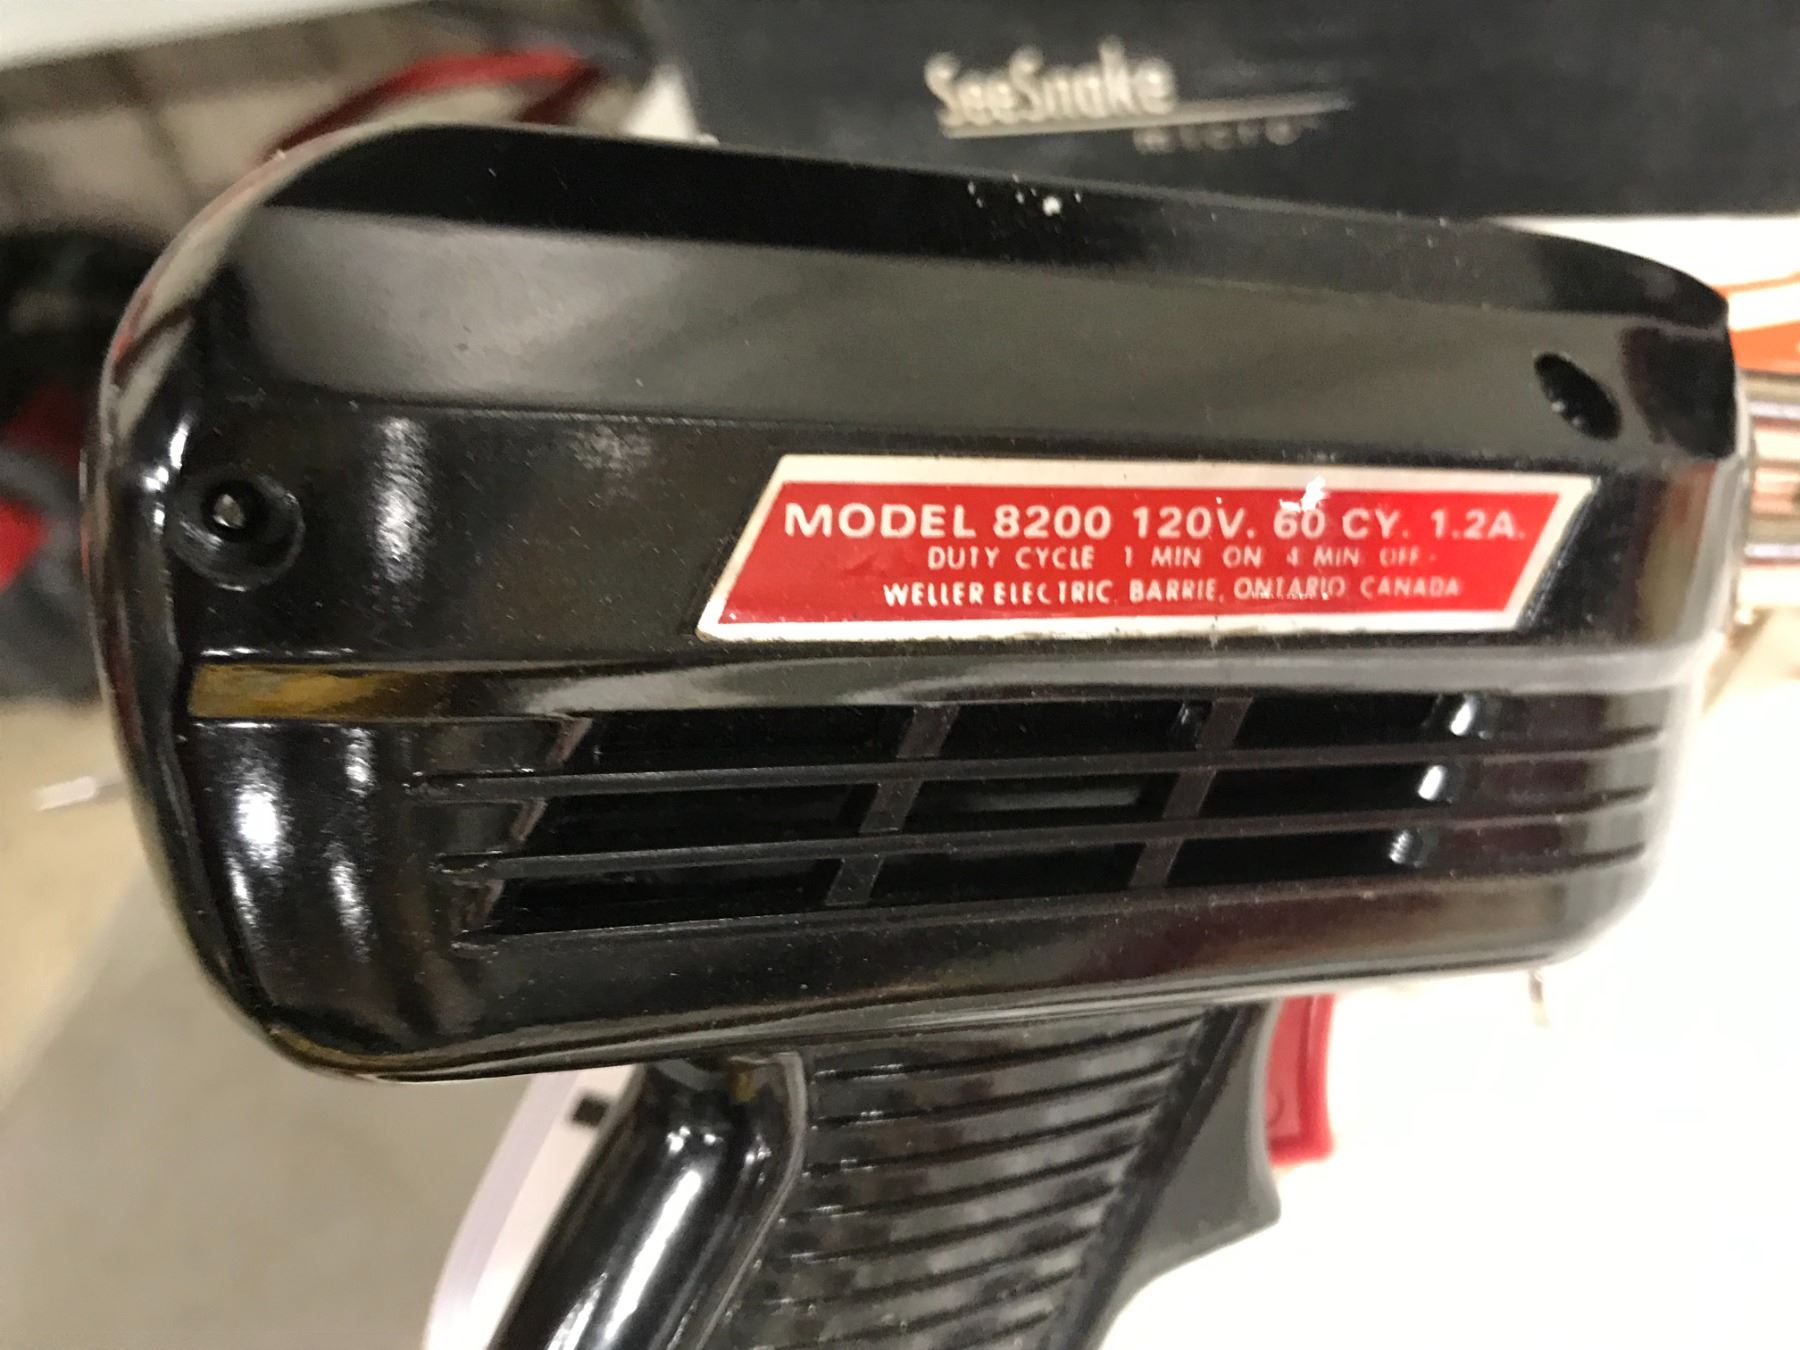 SeeSnake
micro
MODEL 8200 120V. 60 CY. 1.2A.
DUTY CYCLE 1 MIN ON 4 MIN OFF
WELLER ELECTRIC BARRIE, ONTARIO CANADA